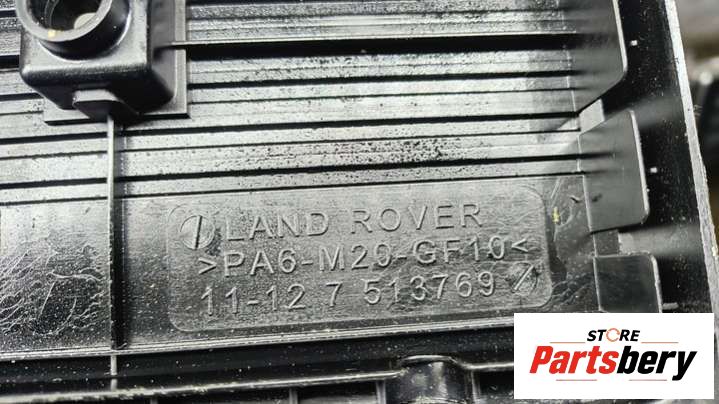 LAND ROVER
>PA6-M20-GF10<
11-12 7 513769
STORE
Partsbery